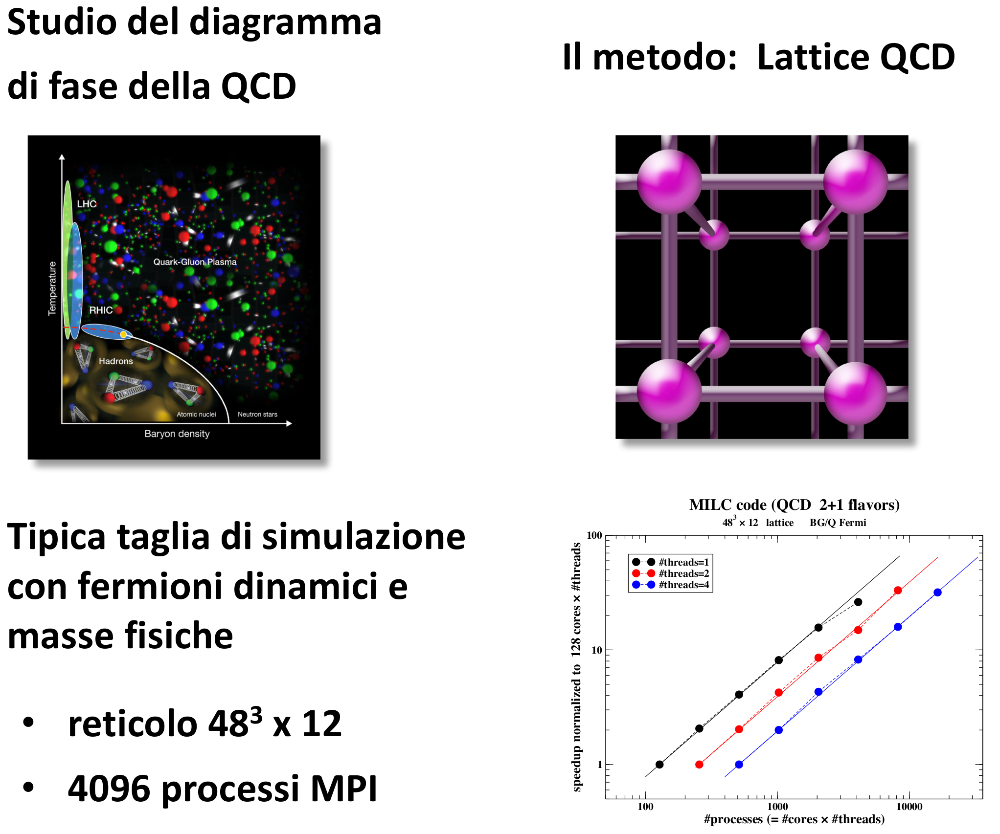 Studio del diagramma
di fase della QCD
Il metodo:  Lattice QCD
LHC
Quark-Gluon Plasma
Temperature
RHIC
Hadrons
Atomic nuclei
Neutron stars
Baryon density
Tipica taglia di simulazione
con fermioni dinamici e
masse fisiche
• reticolo 48³ x 12
• 4096 processi MPI
MILC code (QCD  2+1 flavors)
48³ × 12  lattice    BG/Q Fermi
speedup normalized to  128 cores × #threads
100
10
1
#threads=1
#threads=2
#threads=4
100 1000 10000
#processes (= #cores × #threads)